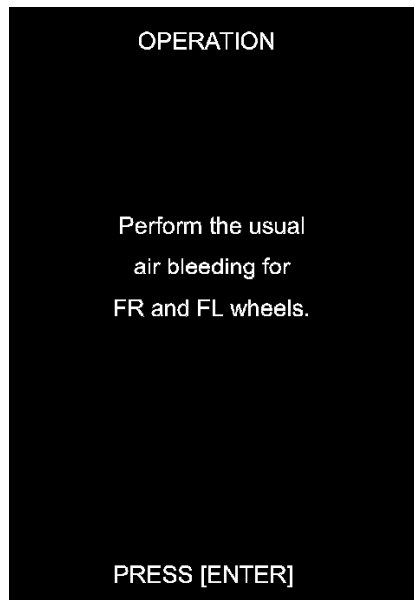 OPERATION
Perform the usual
air bleeding for
FR and FL wheels.
PRESS [ENTER]